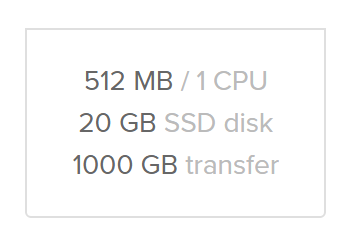 512 MB / 1 CPU
20 GB SSD disk
1000 GB transfer